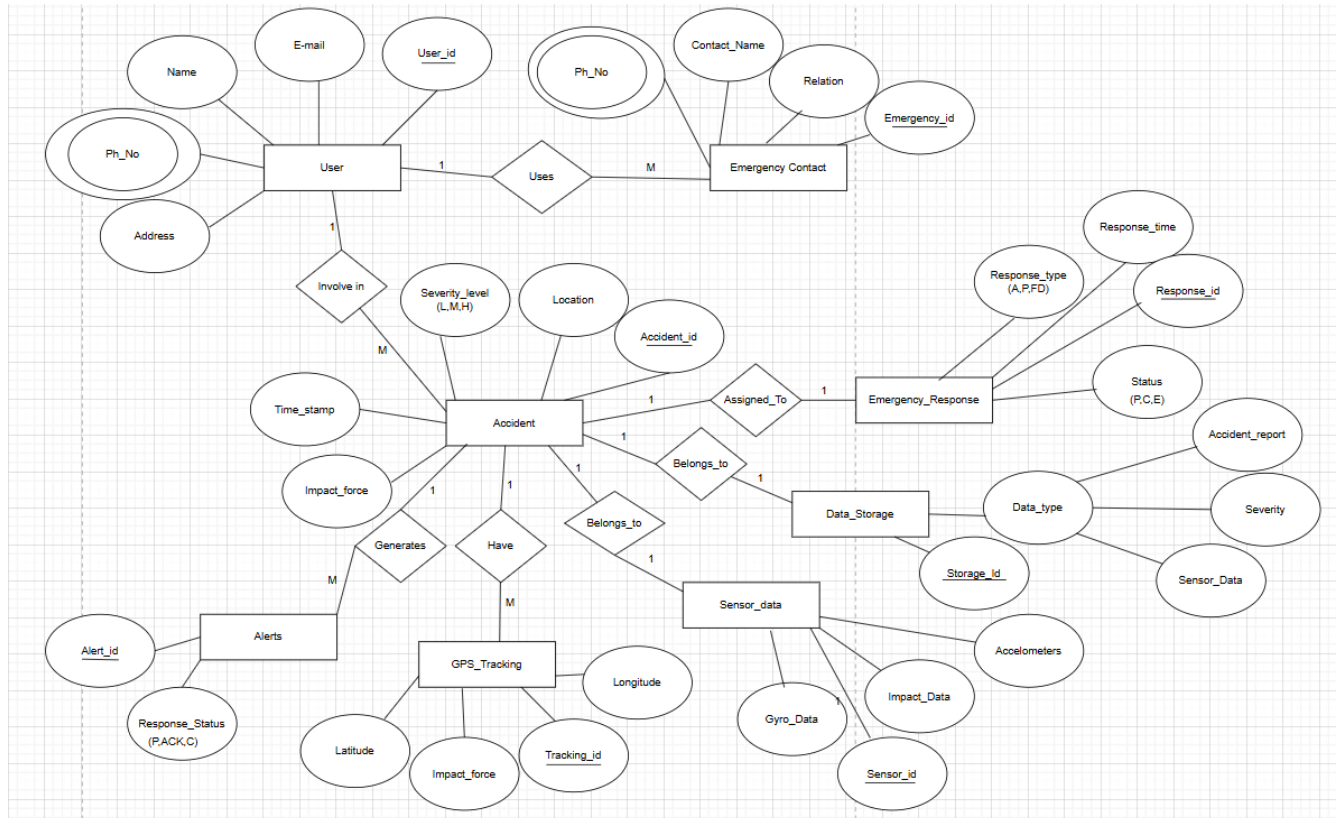 E-mail
User_id
Name
Ph_No
User
Address
1
Uses
M
Ph_No
Contact_Name
Relation
Emergency_id
Emergency Contact
1
Involve in
M
Severity_level
(L,M,H)
Location
Accident_id
Time_stamp
Accident
Impact_force
1
Assigned_To
1
Response_time
Response_type
(A,P,FD)
Response_id
Emergency_Response
Status
(P,C,E)
1
Belongs_to
1
Data_Storage
Storage_Id
Data_type
Accident_report
Severity
Sensor_Data
1
Belongs_to
1
Sensor_data
Accelometers
Impact_Data
Gyro_Data
1
Sensor_id
1
Generates
M
Alerts
Alert_id
Response_Status
(P,ACK,C)
1
Have
M
GPS_Tracking
Longitude
Latitude
Impact_force
Tracking_id